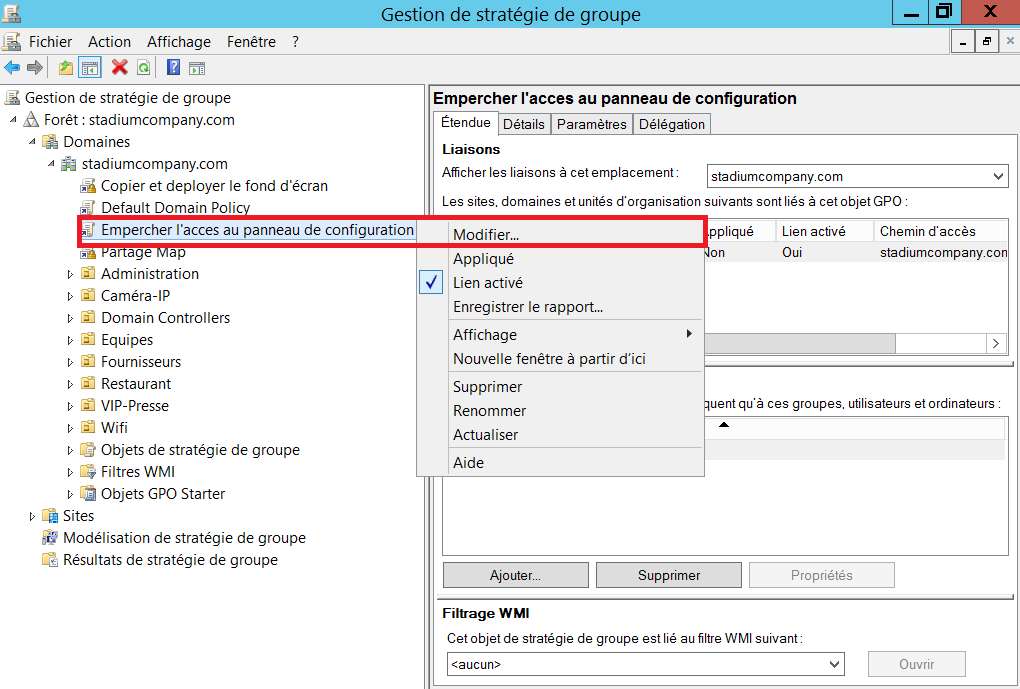 Gestion de stratégie de groupe
Fichier Action Affichage Fenêtre ?
Gestion de stratégie de groupe
Forêt : stadiumcompany.com
Domaines
stadiumcompany.com
Copier et deployer le fond d'écran
Default Domain Policy
Empercher l'acces au panneau de configuration
Partage Map
Administration
Caméra-IP
Domain Controllers
Equipes
Fournisseurs
Restaurant
VIP-Presse
Wifi
Objets de stratégie de groupe
Filtres WMI
Objets GPO Starter
Sites
Modélisation de stratégie de groupe
Résultats de stratégie de groupe
Modifier...
Appliqué
Lien activé
Enregistrer le rapport...
Affichage
Nouvelle fenêtre à partir d'ici
Supprimer
Renommer
Actualiser
Aide
Empercher l'acces au panneau de configuration
Étendue Détails Paramètres Délégation
Liaisons
Afficher les liaisons à cet emplacement : stadiumcompany.com
Les sites, domaines et unités d'organisation suivants sont liés à cet objet GPO :
Lien activé Chemin d'accès
Non Oui stadiumcompany.con
qu'à ces groupes, utilisateurs et ordinateurs :
Ajouter... Supprimer Propriétés
Filtrage WMI
Cet objet de stratégie de groupe est lié au filtre WMI suivant :
<aucun> Ouvrir